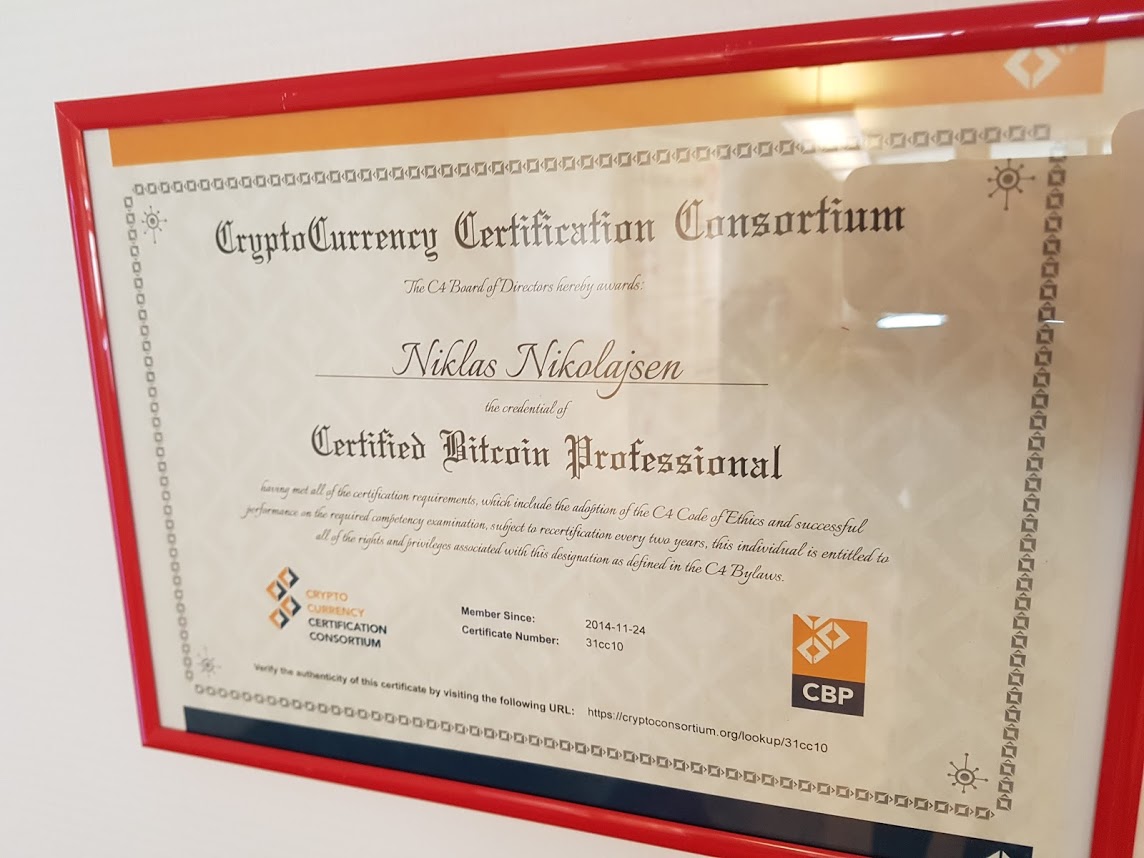 CryptoCurrency Certification Consortium
The C4 Board of Directors hereby awards:
Niklas Nikolajsen
the credential of
Certified Bitcoin Professional
having met all of the certification requirements, which include the adoption of the C4 Code of Ethics and successful
performance on the required competency examination, subject to recertification every two years, this individual is entitled to
all of the rights and privileges associated with this designation as defined in the C4 Bylaws.
CRYPTO
CURRENCY
CERTIFICATION
CONSORTIUM
Member Since: 2014-11-24
Certificate Number: 31cc10
CBP
Verify the authenticity of this certificate by visiting the following URL: https://cryptoconsortium.org/lookup/31cc10